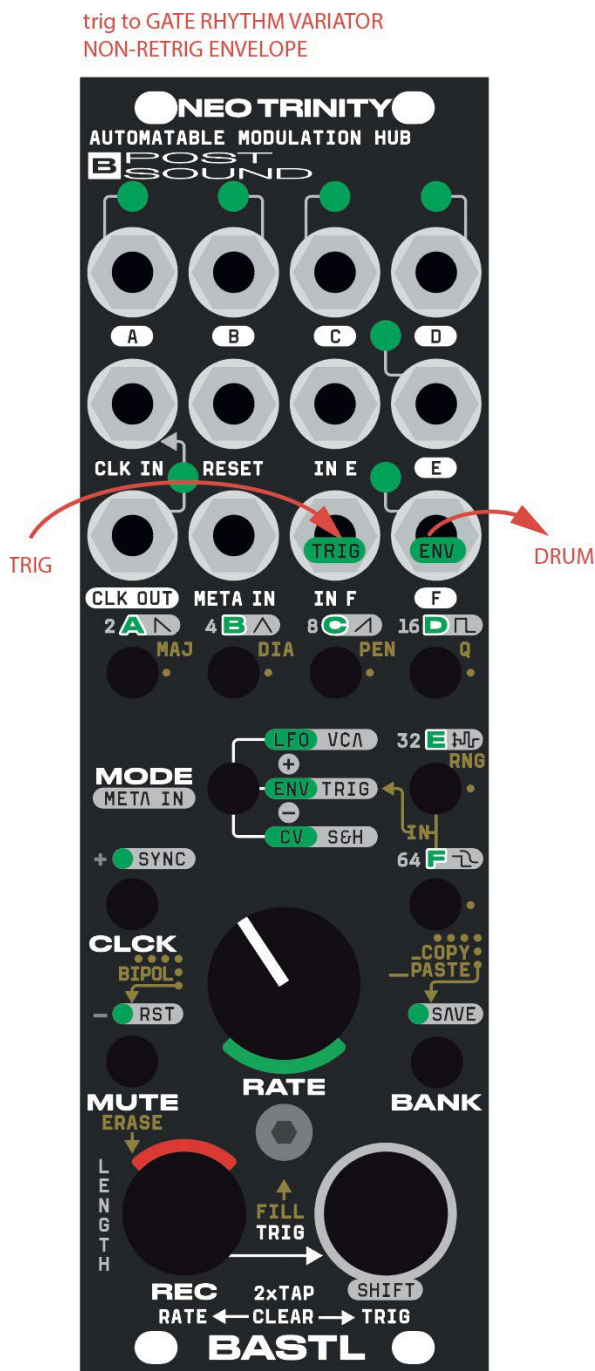 trig to GATE RHYTHM VARIATOR
NON-RETRIG ENVELOPE
NEO TRINITY
AUTOMATABLE MODULATION HUB
B POST
SOUND
A B C D
CLK IN RESET IN E E
TRIG TRIG ENV DRUM
CLK OUT META IN IN F F
2 A 4 B 8 C 16 D
MAJ DIA PEN Q
LFO VCA 32 E
+ RNG
MODE ENV TRIG
META IN - IN
CV S&H 64 F
+ SYNC
CLCK COPY
BIPOL PASTE
- RST SAVE
RATE
MUTE BANK
ERASE
LENGTH
FILL
TRIG
REC 2xTAP SHIFT
RATE CLEAR TRIG
BASTL